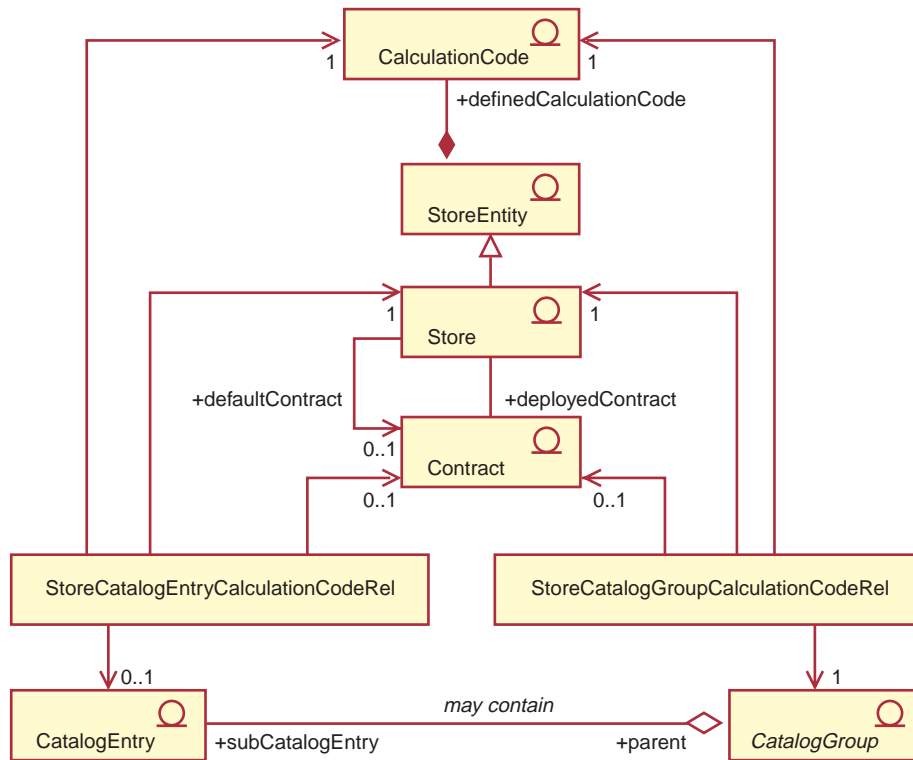 CalculationCode
1
1
+definedCalculationCode
StoreEntity
1
1
Store
+defaultContract
+deployedContract
0..1
Contract
0..1
0..1
StoreCatalogEntryCalculationCodeRel
StoreCatalogGroupCalculationCodeRel
0..1
1
may contain
CatalogEntry
+subCatalogEntry
+parent
CatalogGroup